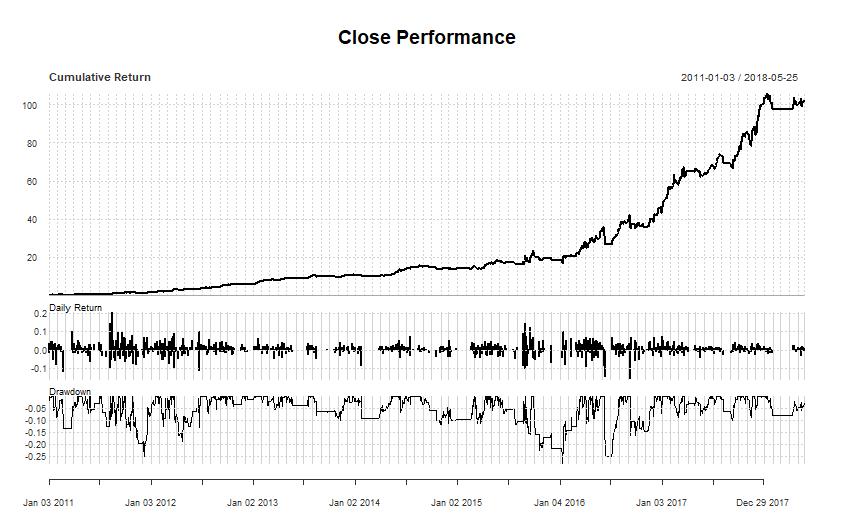 Close Performance
Cumulative Return 2011-01-03 / 2018-05-25
100
80
60
40
20
Daily Return
0.2
0.1
0.0
-0.1
Drawdown
-0.05
-0.10
-0.15
-0.20
-0.25
Jan 03 2011 Jan 03 2012 Jan 02 2013 Jan 02 2014 Jan 02 2015 Jan 04 2016 Jan 03 2017 Dec 29 2017